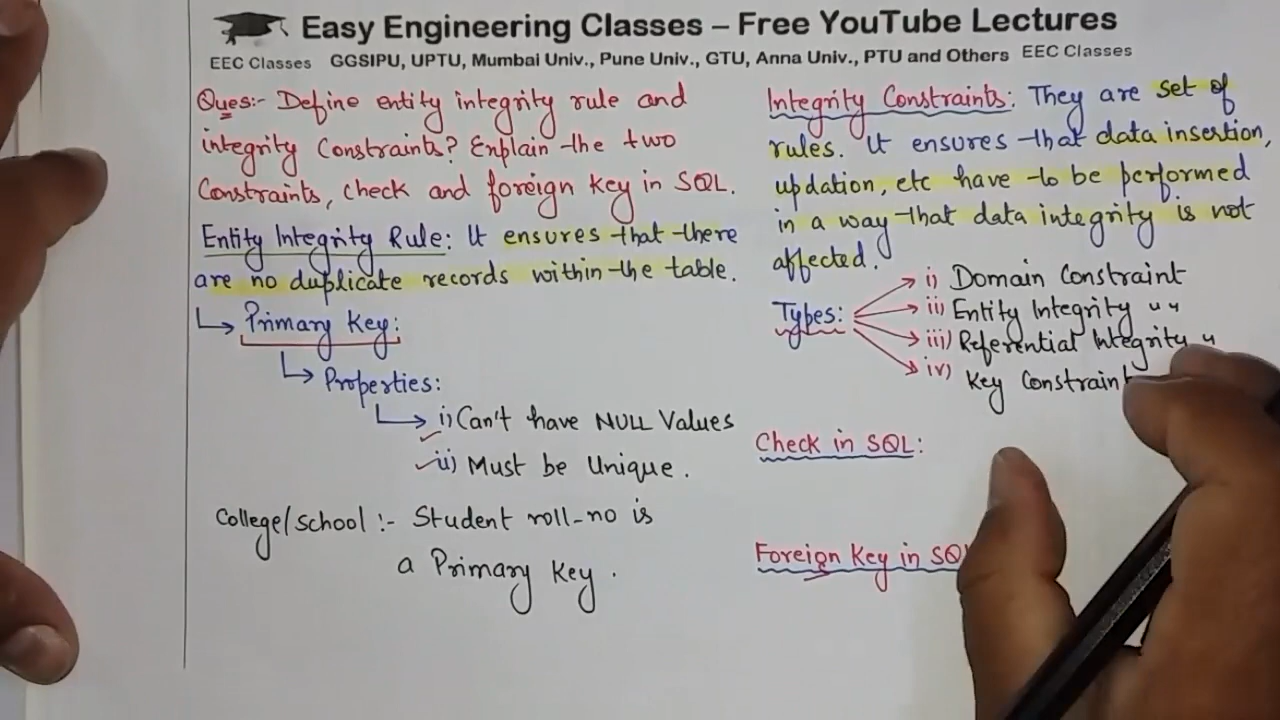 Easy Engineering Classes – Free YouTube Lectures
EEC Classes GGSIPU, UPTU, Mumbai Univ., Pune Univ., GTU, Anna Univ., PTU and Others EEC Classes
Ques:- Define entity integrity rule and
integrity Constraints? Explain the two
Constraints, check and foreign key in SQL.
Entity Integrity Rule: It ensures that there
are no duplicate records within the table.
Primary Key:
Properties:
i) Can't have NULL Values
ii) Must be Unique.
College/School :- Student roll-no is
a Primary Key.
Integrity Constraints: They are set of
rules. It ensures that data insertion,
updation, etc have to be performed
in a way that data integrity is not
affected.
Types:
i) Domain Constraint
ii) Entity Integrity " "
iii) Referential Integrity "
iv) Key Constraint
Check in SQL:
Foreign Key in SQL